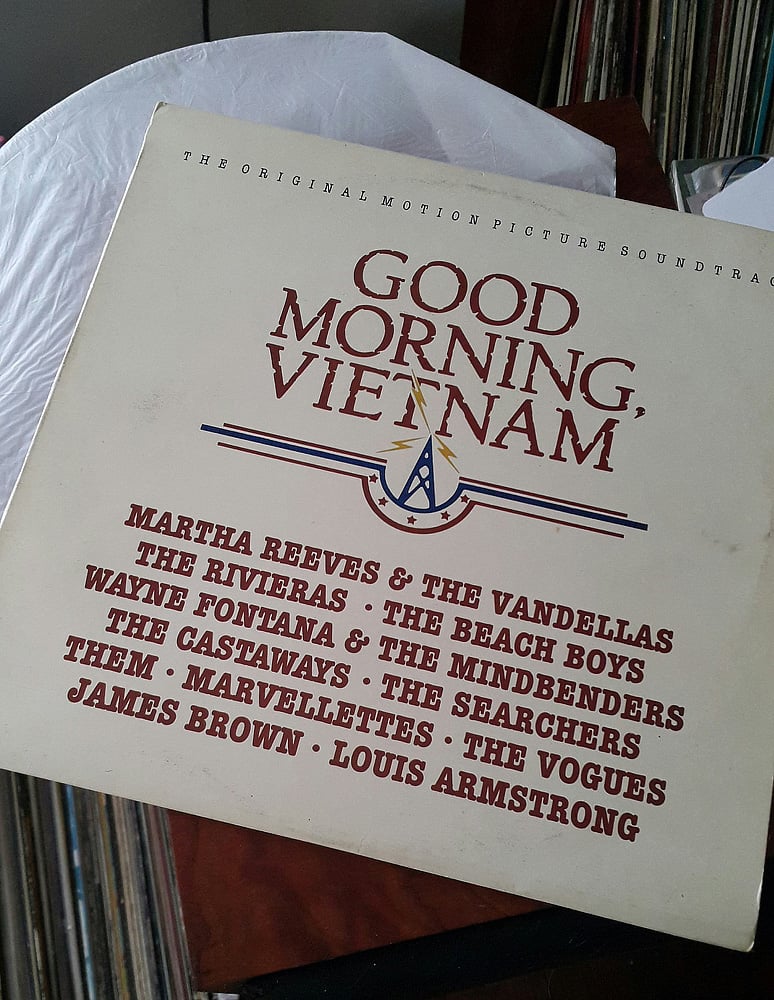 THE ORIGINAL MOTION PICTURE SOUNDTRAC
GOOD
MORNING,
VIETNAM
MARTHA REEVES & THE VANDELLAS
THE RIVIERAS · THE BEACH BOYS
WAYNE FONTANA & THE MINDBENDERS
THE CASTAWAYS · THE SEARCHERS
THEM · MARVELLETTES · THE VOGUES
JAMES BROWN · LOUIS ARMSTRONG